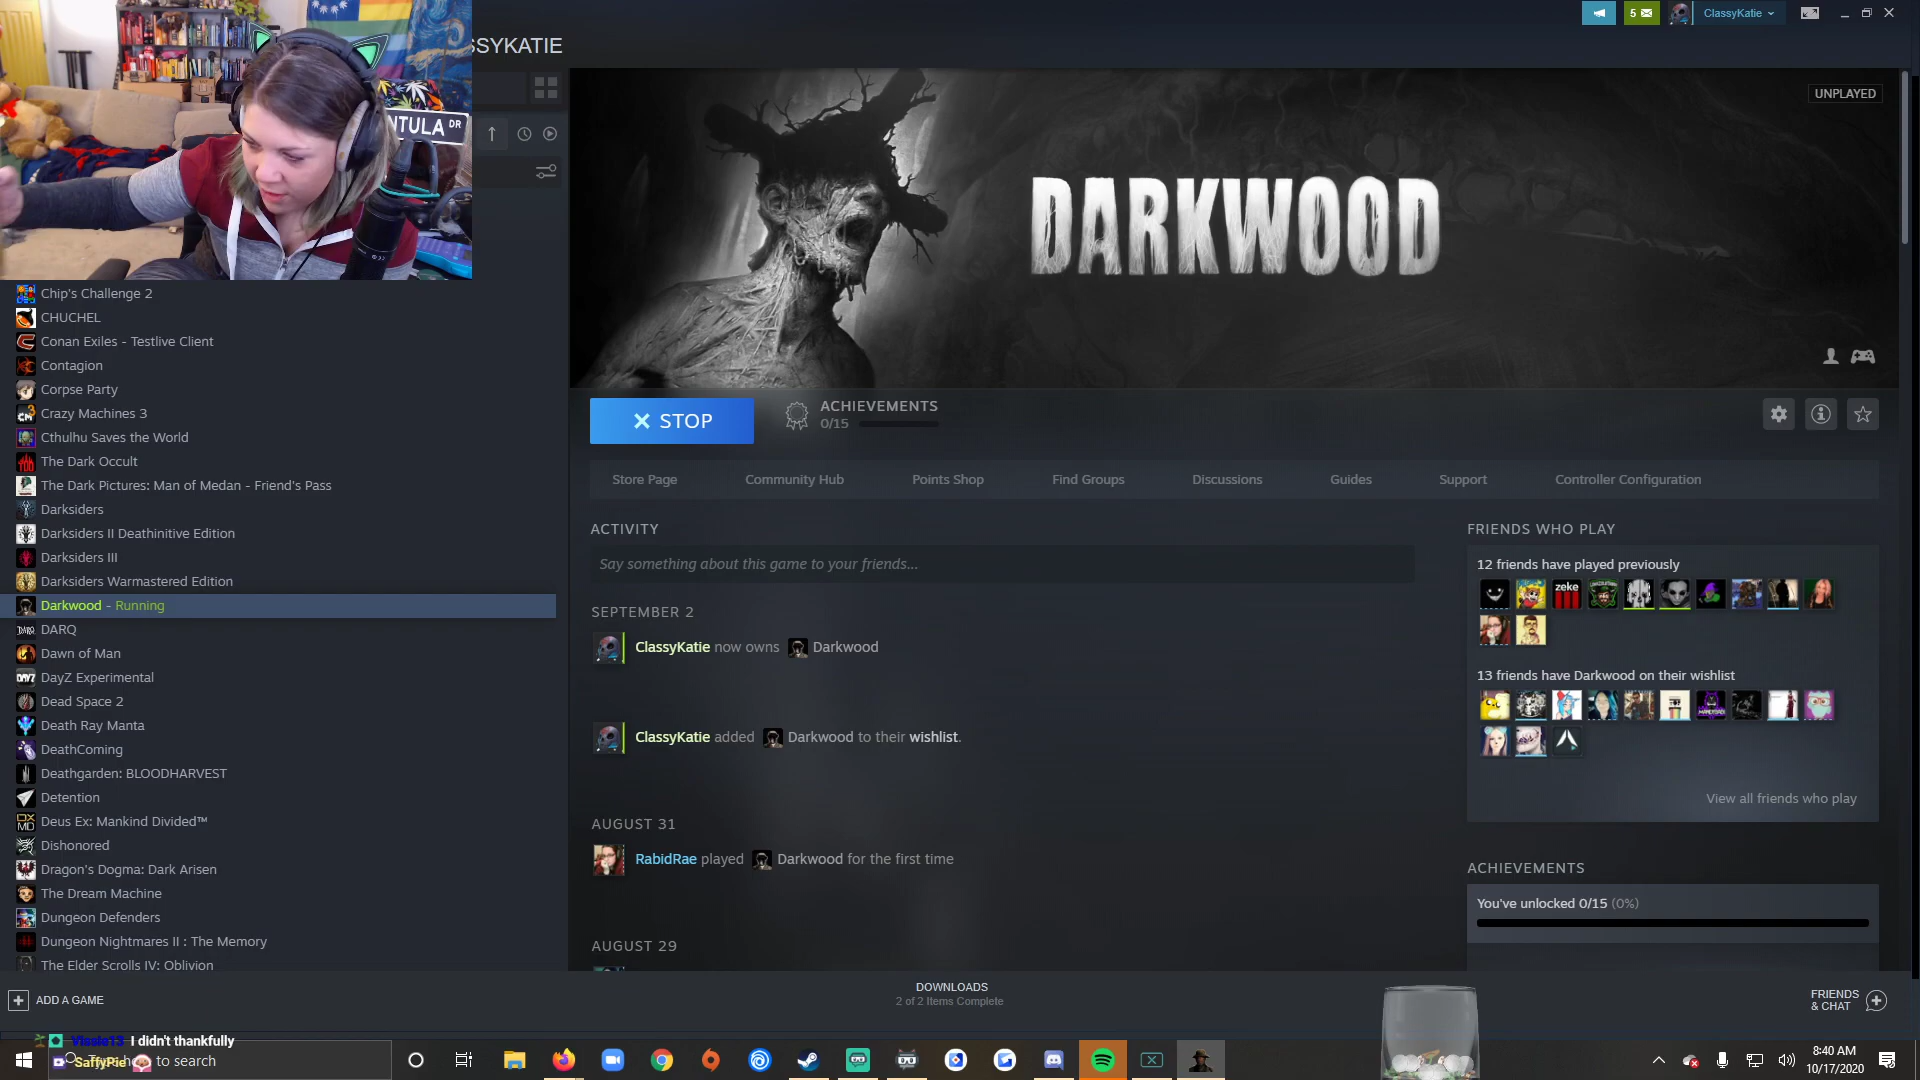 SSYKATIE
5
ClassyKatie
NTULA DR
UNPLAYED
DARKWOOD
STOP
ACHIEVEMENTS
0/15
Store Page
Community Hub
Points Shop
Find Groups
Discussions
Guides
Support
Controller Configuration
Chip's Challenge 2
CHUCHEL
Conan Exiles - Testlive Client
Contagion
Corpse Party
Crazy Machines 3
Cthulhu Saves the World
The Dark Occult
The Dark Pictures: Man of Medan - Friend's Pass
Darksiders
Darksiders II Deathinitive Edition
Darksiders III
Darksiders Warmastered Edition
Darkwood - Running
DARQ
Dawn of Man
DayZ Experimental
Dead Space 2
Death Ray Manta
DeathComing
Deathgarden: BLOODHARVEST
Detention
Deus Ex: Mankind Divided™
Dishonored
Dragon's Dogma: Dark Arisen
The Dream Machine
Dungeon Defenders
Dungeon Nightmares II : The Memory
The Elder Scrolls IV: Oblivion
ACTIVITY
Say something about this game to your friends...
SEPTEMBER 2
ClassyKatie now owns Darkwood
ClassyKatie added Darkwood to their wishlist.
AUGUST 31
RabidRae played Darkwood for the first time
AUGUST 29
FRIENDS WHO PLAY
12 friends have played previously
zeke
13 friends have Darkwood on their wishlist
View all friends who play
ACHIEVEMENTS
You've unlocked 0/15 (0%)
ADD A GAME
DOWNLOADS
2 of 2 Items Complete
FRIENDS
& CHAT
Vissie13 I didn't thankfully
SaffyPie
to search
8:40 AM
10/17/2020